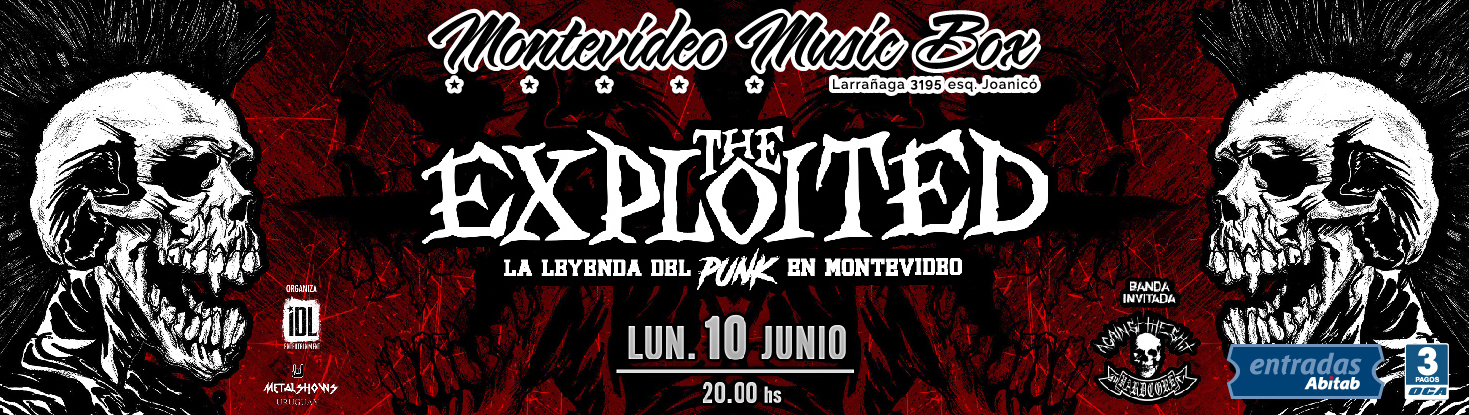 Montevideo Music Box
Larrañaga 3195 esq. Joanicó
THE
EXPLOITED
LA LEYENDA DEL PUNK EN MONTEVIDEO
ORGANIZA
iDL
ENTERTAINMENT
METALSHOWS
URUGUAY
LUN. 10 JUNIO
20.00 hs
BANDA
INVITADA
HARDCORE
entradas
Abitab
3
PAGOS
OCA